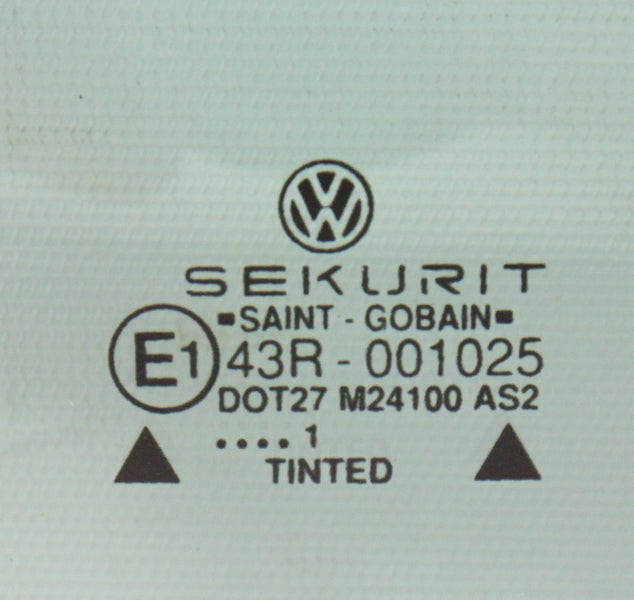 SEKURIT
SAINT - GOBAIN
E1 43R - 001025
DOT27 M24100 AS2
.... 1
TINTED